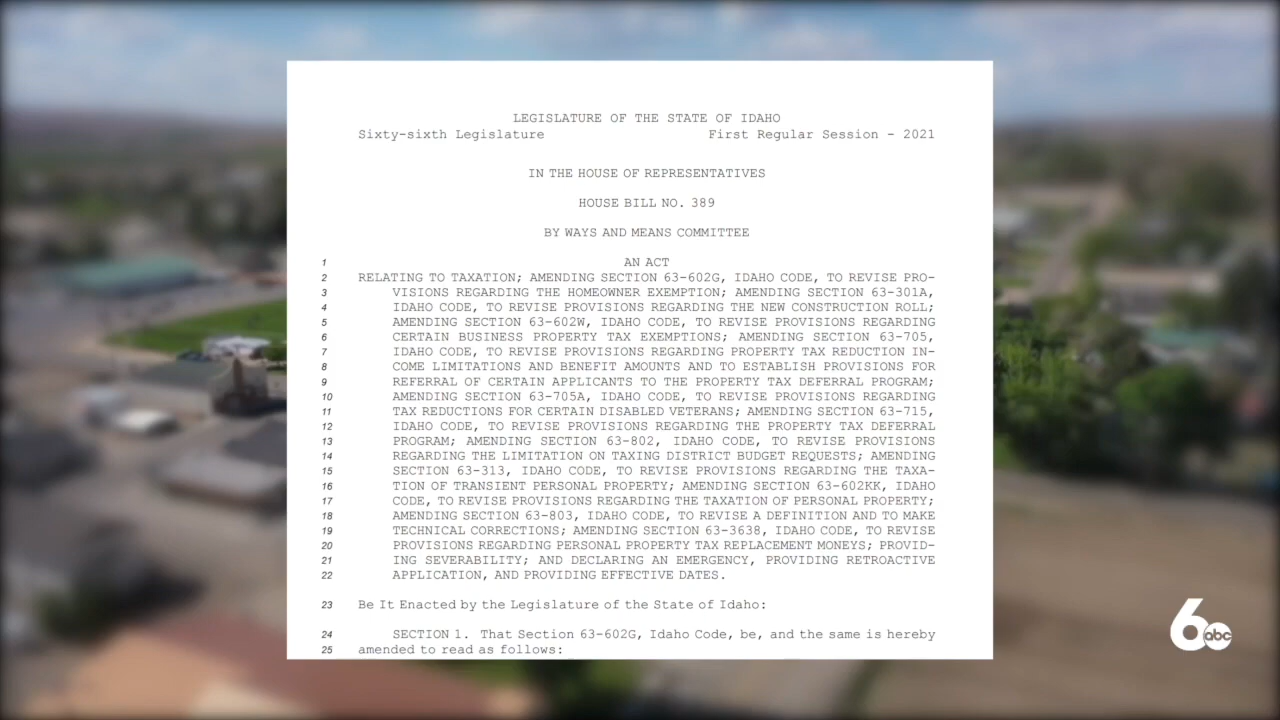 LEGISLATURE OF THE STATE OF IDAHO
Sixty-sixth Legislature First Regular Session - 2021
IN THE HOUSE OF REPRESENTATIVES
HOUSE BILL NO. 389
BY WAYS AND MEANS COMMITTEE
1 AN ACT
2 RELATING TO TAXATION; AMENDING SECTION 63-602G, IDAHO CODE, TO REVISE PRO-
3 VISIONS REGARDING THE HOMEOWNER EXEMPTION; AMENDING SECTION 63-301A,
4 IDAHO CODE, TO REVISE PROVISIONS REGARDING THE NEW CONSTRUCTION ROLL;
5 AMENDING SECTION 63-602W, IDAHO CODE, TO REVISE PROVISIONS REGARDING
6 CERTAIN BUSINESS PROPERTY TAX EXEMPTIONS; AMENDING SECTION 63-705,
7 IDAHO CODE, TO REVISE PROVISIONS REGARDING PROPERTY TAX REDUCTION IN-
8 COME LIMITATIONS AND BENEFIT AMOUNTS AND TO ESTABLISH PROVISIONS FOR
9 REFERRAL OF CERTAIN APPLICANTS TO THE PROPERTY TAX DEFERRAL PROGRAM;
10 AMENDING SECTION 63-705A, IDAHO CODE, TO REVISE PROVISIONS REGARDING
11 TAX REDUCTIONS FOR CERTAIN DISABLED VETERANS; AMENDING SECTION 63-715,
12 IDAHO CODE, TO REVISE PROVISIONS REGARDING THE PROPERTY TAX DEFERRAL
13 PROGRAM; AMENDING SECTION 63-802, IDAHO CODE, TO REVISE PROVISIONS
14 REGARDING THE LIMITATION ON TAXING DISTRICT BUDGET REQUESTS; AMENDING
15 SECTION 63-313, IDAHO CODE, TO REVISE PROVISIONS REGARDING THE TAXA-
16 TION OF TRANSIENT PERSONAL PROPERTY; AMENDING SECTION 63-602KK, IDAHO
17 CODE, TO REVISE PROVISIONS REGARDING THE TAXATION OF PERSONAL PROPERTY;
18 AMENDING SECTION 63-803, IDAHO CODE, TO REVISE A DEFINITION AND TO MAKE
19 TECHNICAL CORRECTIONS; AMENDING SECTION 63-3638, IDAHO CODE, TO REVISE
20 PROVISIONS REGARDING PERSONAL PROPERTY TAX REPLACEMENT MONEYS; PROVID-
21 ING SEVERABILITY; AND DECLARING AN EMERGENCY, PROVIDING RETROACTIVE
22 APPLICATION, AND PROVIDING EFFECTIVE DATES.
23 Be It Enacted by the Legislature of the State of Idaho:
24 SECTION 1. That Section 63-602G, Idaho Code, be, and the same is hereby
25 amended to read as follows:
6 abc